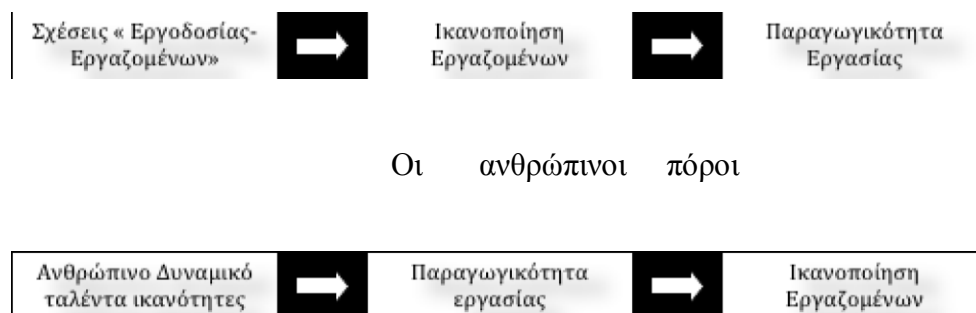 Σχέσεις « Εργοδοσίας-
Εργαζομένων»
Ικανοποίηση
Εργαζομένων
Παραγωγικότητα
Εργασίας
Οι ανθρώπινοι πόροι
Ανθρώπινο Δυναμικό
ταλέντα ικανότητες
Παραγωγικότητα
εργασίας
Ικανοποίηση
Εργαζομένων